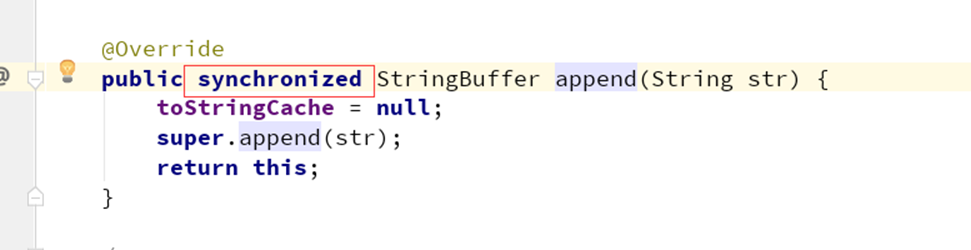 @Override
@ public synchronized StringBuffer append(String str) {
toStringCache = null;
super.append(str);
return this;
}